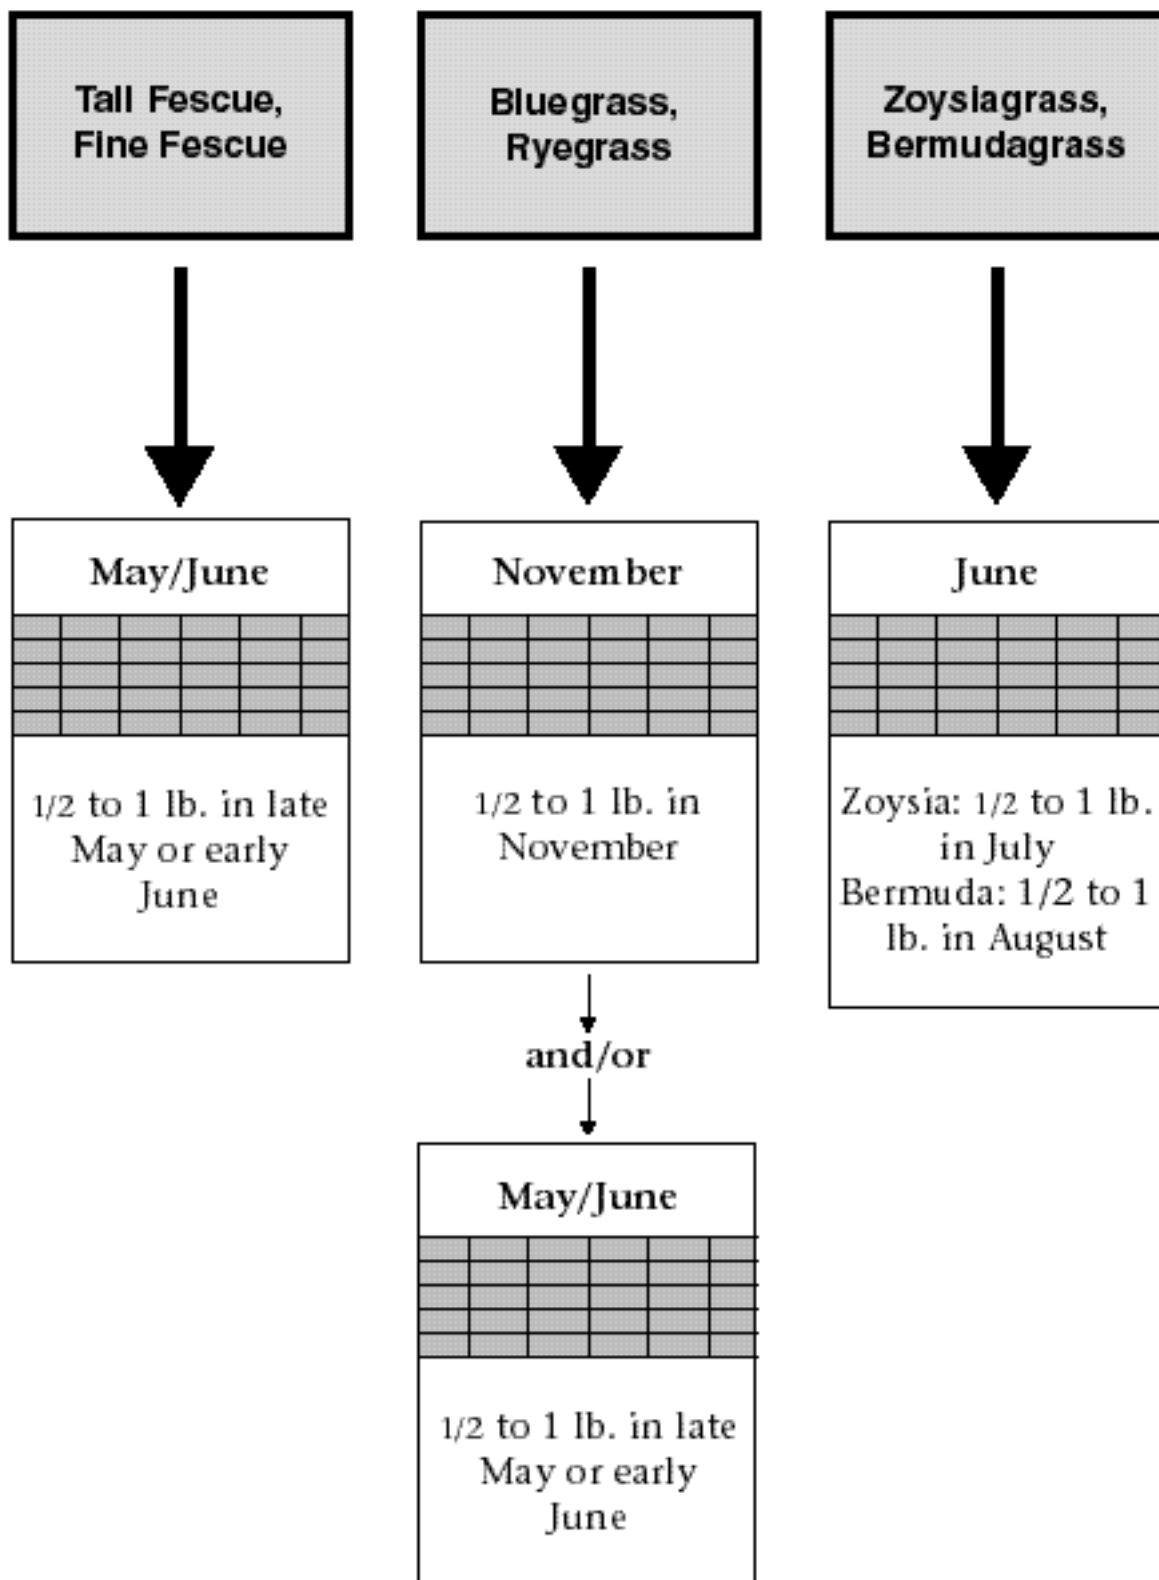 Tall Fescue,
Fine Fescue
Bluegrass,
Ryegrass
Zoysiagrass,
Bermudagrass
May/June
1/2 to 1 lb. in late
May or early
June
November
1/2 to 1 lb. in
November
and/or
May/June
1/2 to 1 lb. in late
May or early
June
June
Zoysia: 1/2 to 1 lb.
in July
Bermuda: 1/2 to 1
lb. in August